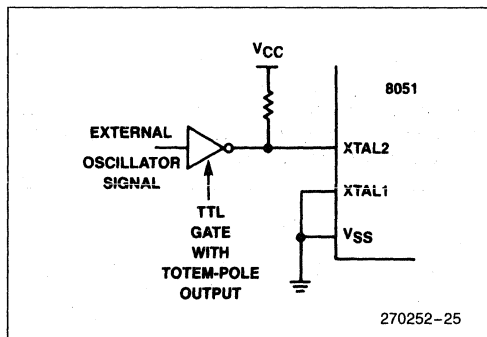 VCC
8051
EXTERNAL
OSCILLATOR
SIGNAL
XTAL2
XTAL1
VSS
TTL
GATE
WITH
TOTEM-POLE
OUTPUT
270252-25